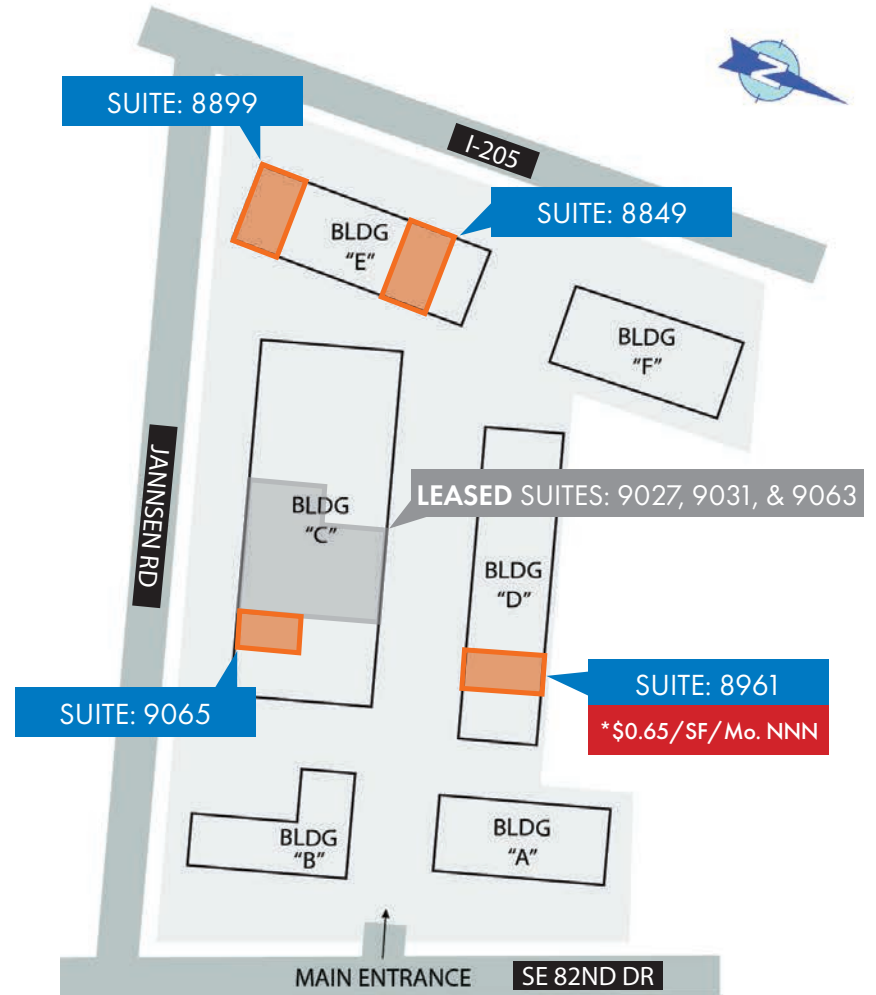 N
SUITE: 8899
I-205
SUITE: 8849
BLDG
"E"
BLDG
"F"
JANNSEN RD
LEASED SUITES: 9027, 9031, & 9063
BLDG
"C"
BLDG
"D"
SUITE: 9065
SUITE: 8961
*$0.65/SF/Mo. NNN
BLDG
"B"
BLDG
"A"
MAIN ENTRANCE
SE 82ND DR